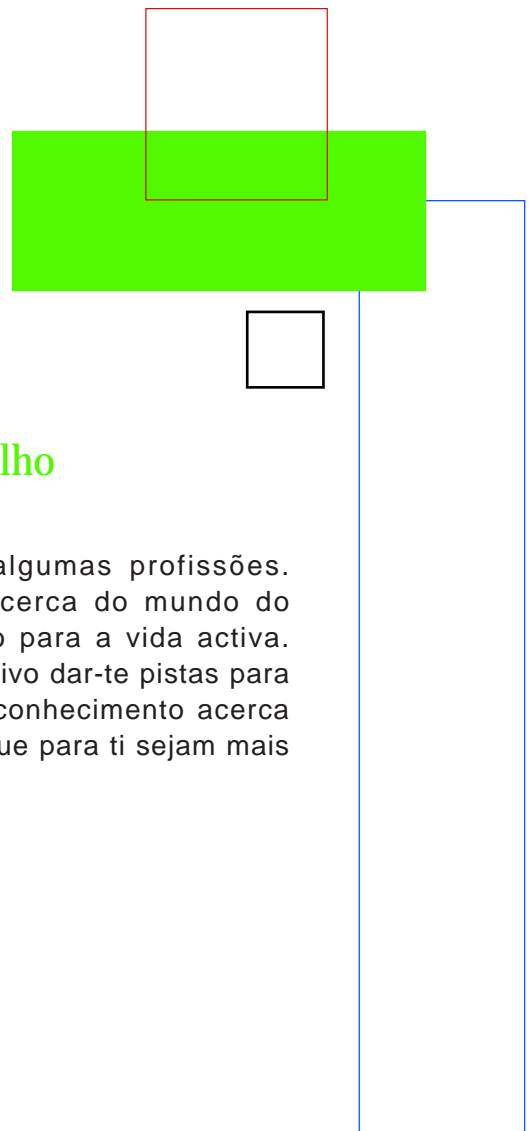 lho
algumas profissões.
cerca do mundo do
o para a vida activa.
ivo dar-te pistas para
conhecimento acerca
ue para ti sejam mais